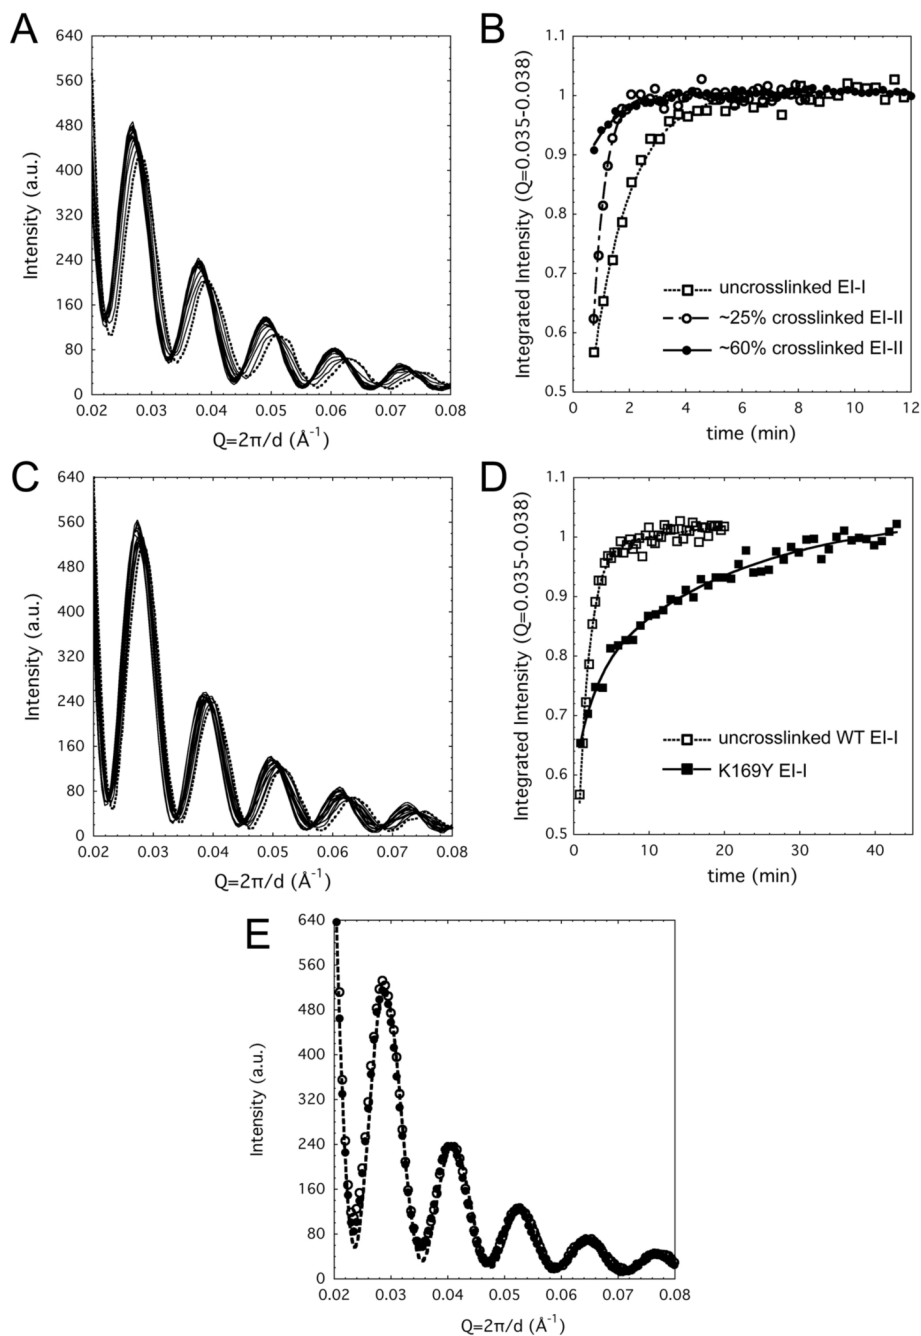 A
640
560
480
400
320
240
160
80
0
Intensity (a.u.)
0.02 0.03 0.04 0.05 0.06 0.07 0.08
Q=2π/d (Å⁻¹)
B
1.1
1
0.9
0.8
0.7
0.6
0.5
Integrated Intensity (Q=0.035-0.038)
uncrosslinked EI-I
~25% crosslinked EI-II
~60% crosslinked EI-II
0 2 4 6 8 10 12
time (min)
C
640
560
480
400
320
240
160
80
0
Intensity (a.u.)
0.02 0.03 0.04 0.05 0.06 0.07 0.08
Q=2π/d (Å⁻¹)
D
1.1
1
0.9
0.8
0.7
0.6
0.5
Integrated Intensity (Q=0.035-0.038)
uncrosslinked WT EI-I
K169Y EI-I
0 10 20 30 40
time (min)
E
640
560
480
400
320
240
160
80
0
Intensity (a.u.)
0.02 0.03 0.04 0.05 0.06 0.07 0.08
Q=2π/d (Å⁻¹)